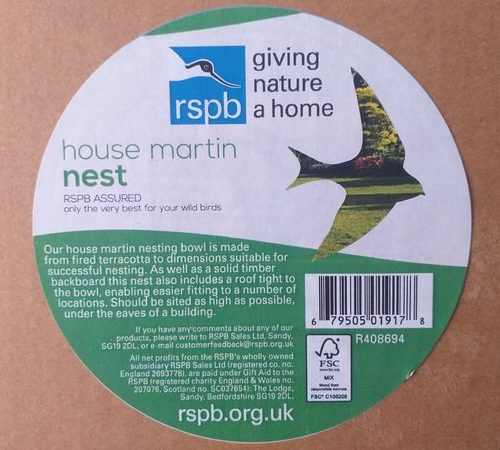 rspb
giving
nature
a home
house martin
nest
RSPB ASSURED
only the very best for your wild birds
Our house martin nesting bowl is made
from fired terracotta to dimensions suitable for
successful nesting. As well as a solid timber
backboard this nest also includes a roof tight to
the bowl, enabling easier fitting to a number of
locations. Should be sited as high as possible,
under the eaves of a building.
If you have any comments about any of our
products, please write to RSPB Sales Ltd, Sandy,
SG19 2DL, or e-mail customerfeedback@rspb.org.uk
All net profits from the RSPB's wholly owned
subsidiary RSPB Sales Ltd (registered co. no.
England 2693778), are paid under Gift Aid to the
RSPB (registered charity England & Wales no.
207076, Scotland no. SC037654): The Lodge,
Sandy, Bedfordshire SG19 2DL.
rspb.org.uk
6 79505 01917 8
R408694
FSC
www.fsc.org
MIX
Wood from
responsible sources
FSC® C106206